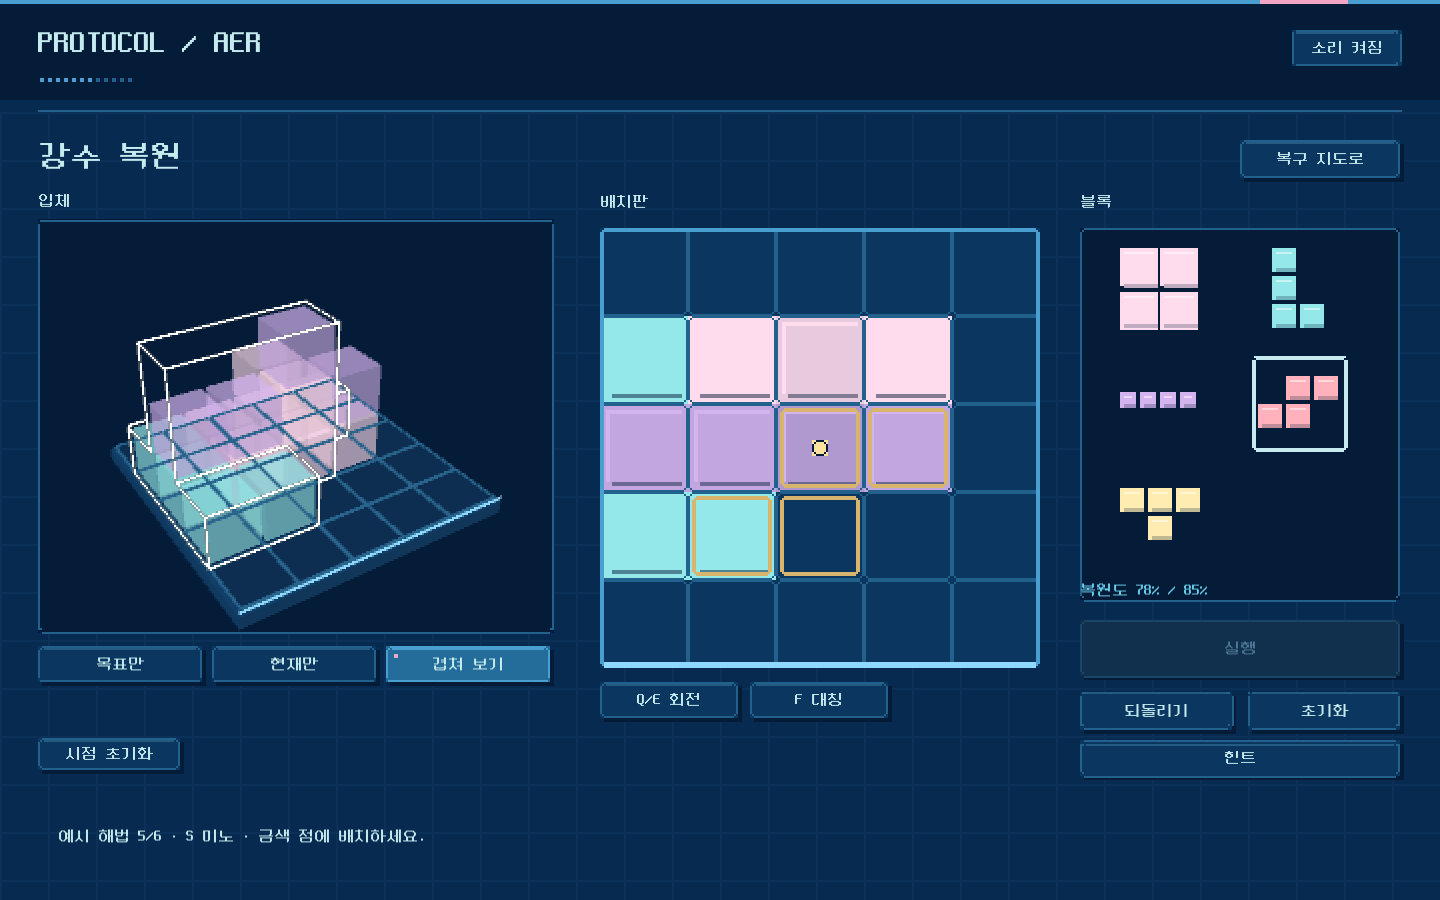 PROTOCOL / AER
소리 켜짐
강수 복원
복구 지도로
입체
배치판
블록
복원도 78% / 85%
실행
목표만
현재만
겹쳐 보기
Q/E 회전
F 대칭
되돌리기
초기화
시점 초기화
힌트
예시 해법 5/6 · S 미노 · 금색 점에 배치하세요.